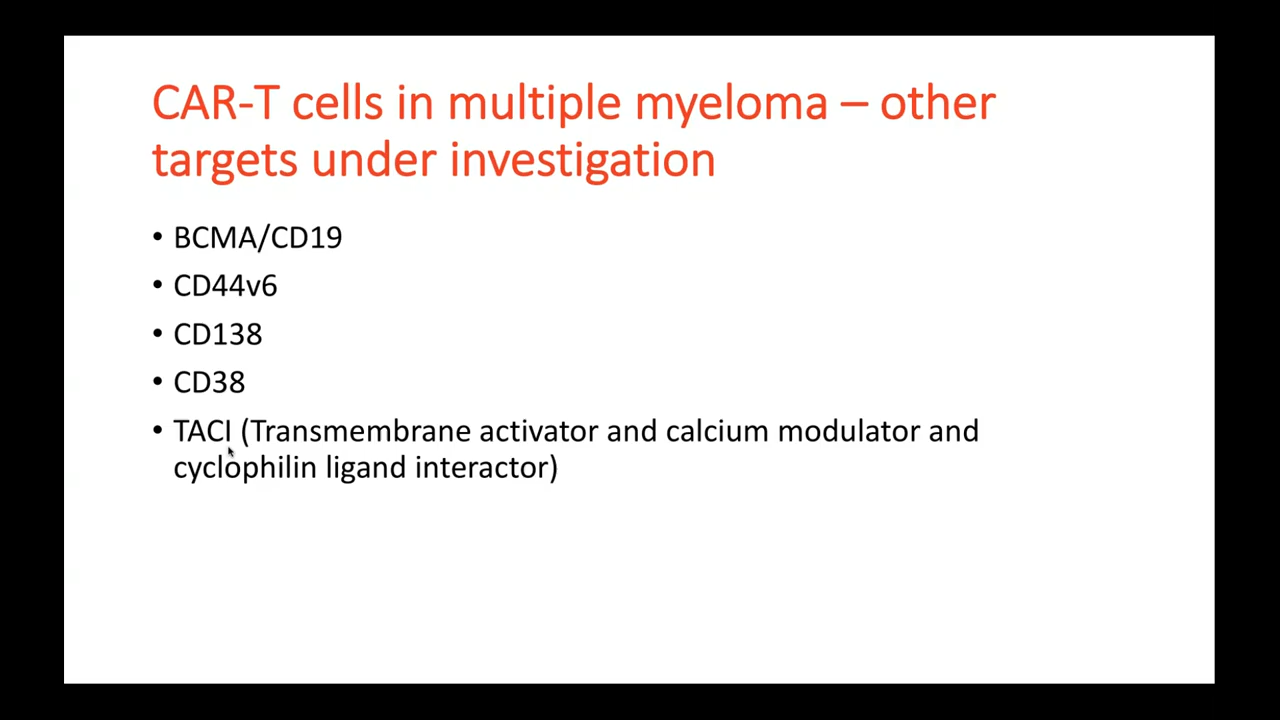 CAR-T cells in multiple myeloma – other
targets under investigation
• BCMA/CD19
• CD44v6
• CD138
• CD38
• TACI (Transmembrane activator and calcium modulator and
cyclophilin ligand interactor)